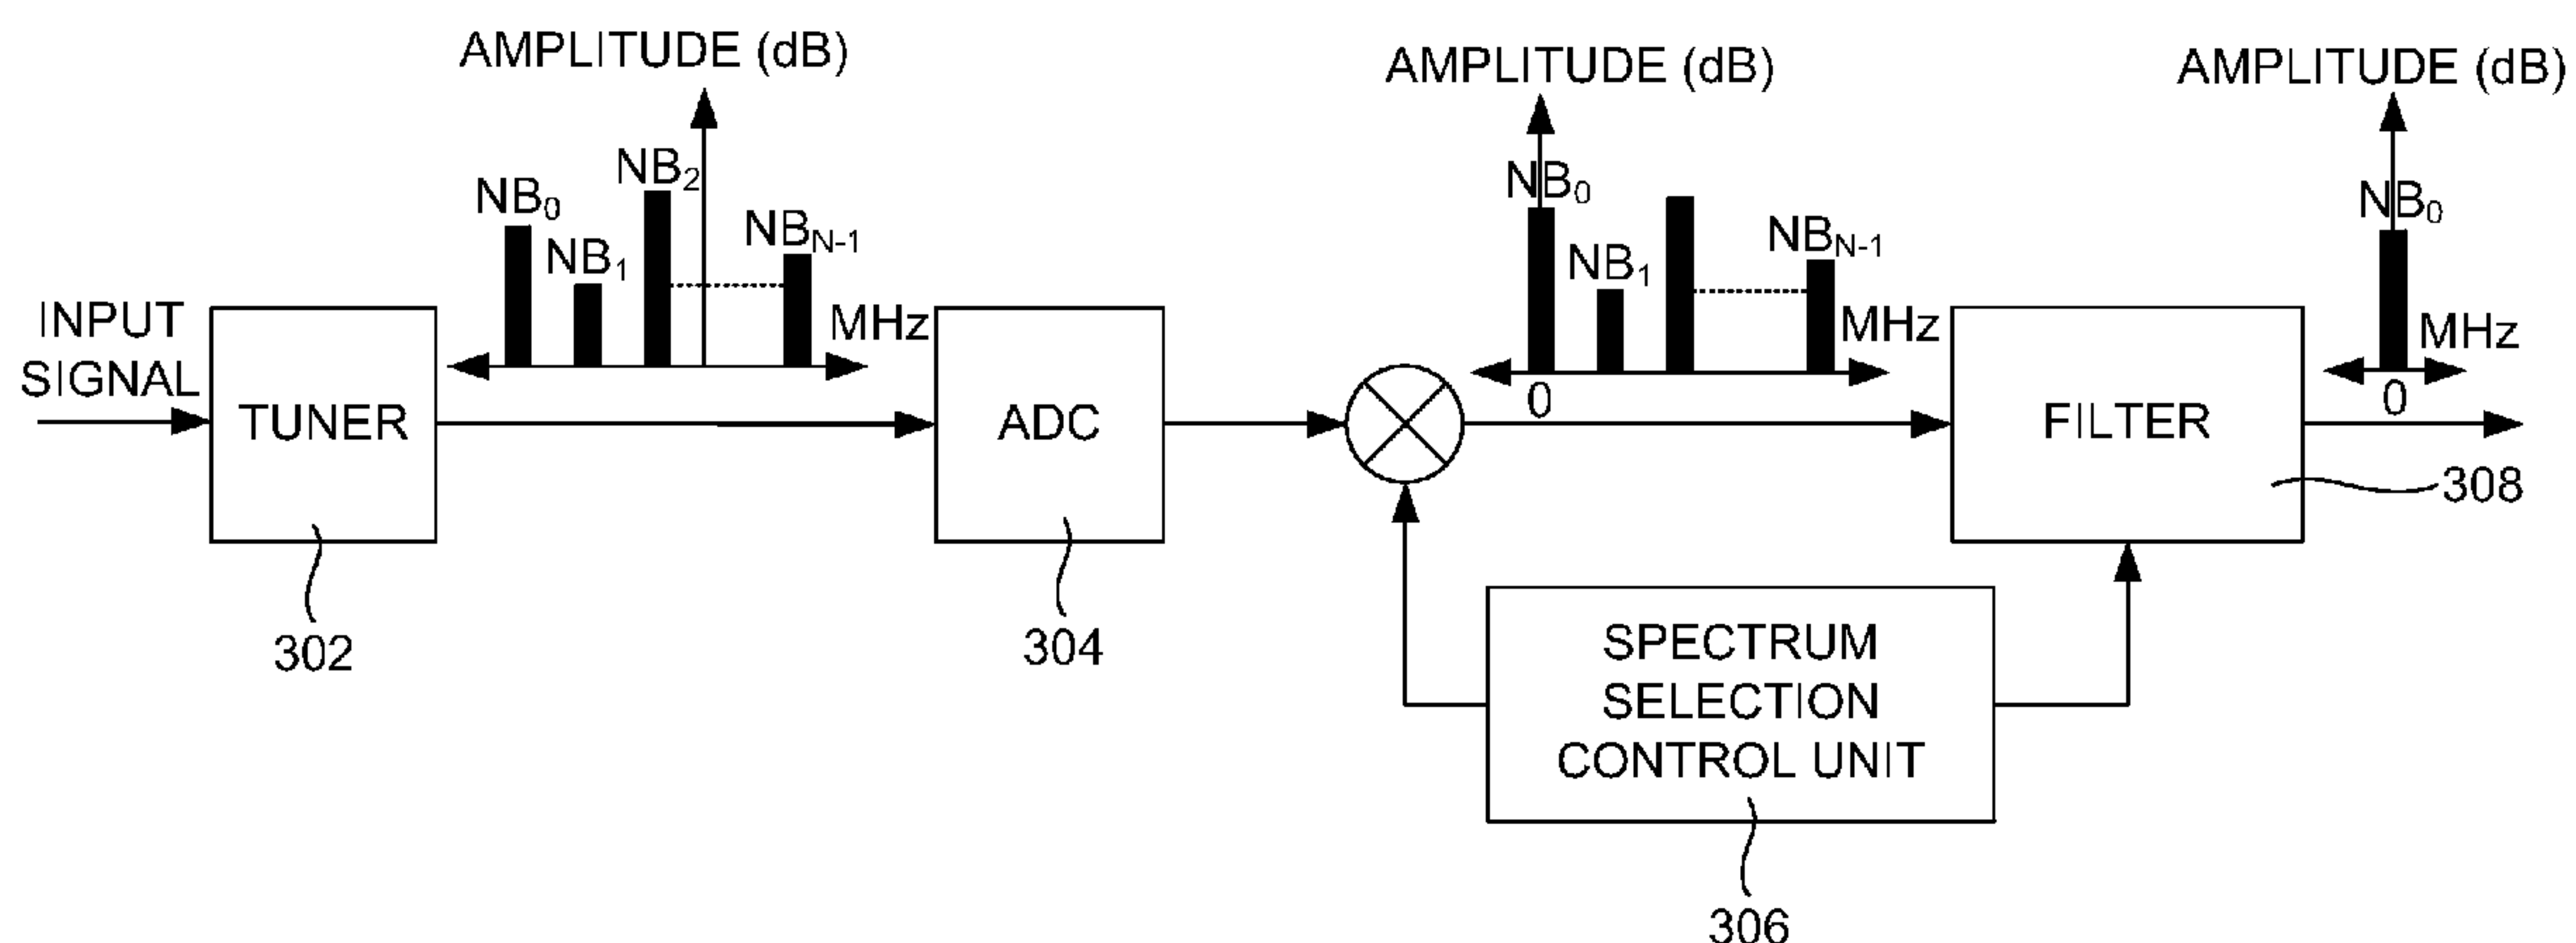 INPUT
SIGNAL
TUNER
302
AMPLITUDE (dB)
NB0
NB1
NB2
NBN-1
MHz
ADC
304
AMPLITUDE (dB)
NB0
NB1
NBN-1
MHz
0
SPECTRUM
SELECTION
CONTROL UNIT
306
FILTER
308
AMPLITUDE (dB)
NB0
MHz
0